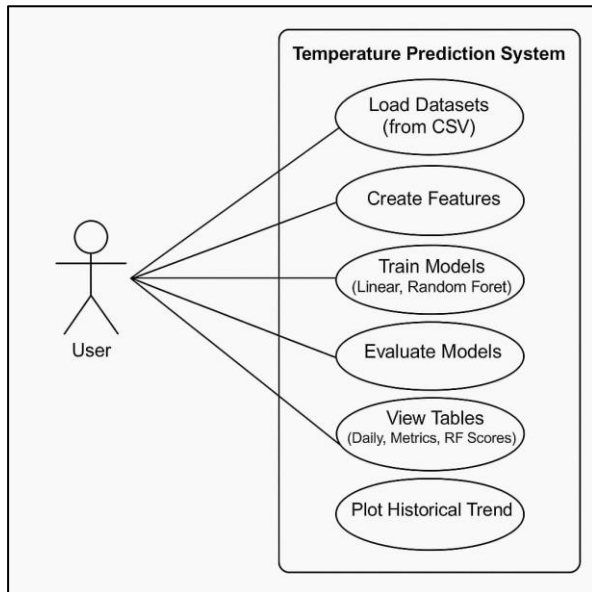 Temperature Prediction System
Load Datasets
(from CSV)
Create Features
Train Models
(Linear, Random Foret)
User
Evaluate Models
View Tables
(Daily, Metrics, RF Scores)
Plot Historical Trend